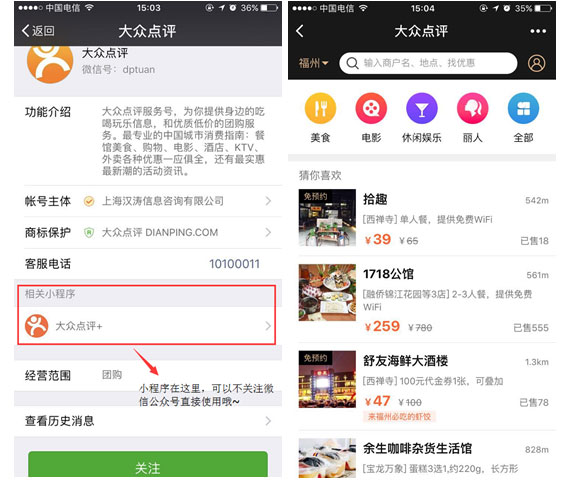 中国电信
15:03
36%
返回
大众点评
大众点评
微信号：dptuan
功能介绍
大众点评服务号，为你提供身边的吃
喝玩乐信息，和优质低价的团购服
务。最专业的中国城市消费指南：餐
馆美食、购物、电影、酒店、KTV、
外卖各种优惠一应俱全，还有最实惠
最新潮的活动资讯。
帐号主体
上海汉涛信息咨询有限公司
商标保护
大众点评 DIANPING.COM
客服电话
10100011
相关小程序
大众点评+
经营范围
团购
小程序在这里，可以不关注微
信公众号直接使用哦~
查看历史消息
关注
中国电信
15:04
35%
大众点评
福州
输入商户名、地点、找优惠
美食
电影
休闲娱乐
丽人
全部
猜你喜欢
免预约
拾趣
542m
[西禅寺] 单人餐，提供免费WiFi
¥39 ¥65
已售18
1718公馆
561m
[融侨锦江花园等3店] 2-3人餐，提供免费
WiFi
¥259 ¥780
已售555
免预约
舒友海鲜大酒楼
1.3km
[西禅寺] 100元代金券1张，可叠加
¥47 ¥100
已售78
来福州必吃的虾饺
余生咖啡杂货生活馆
828m
[宝龙万象] 蛋糕3选1,约220g，长方形